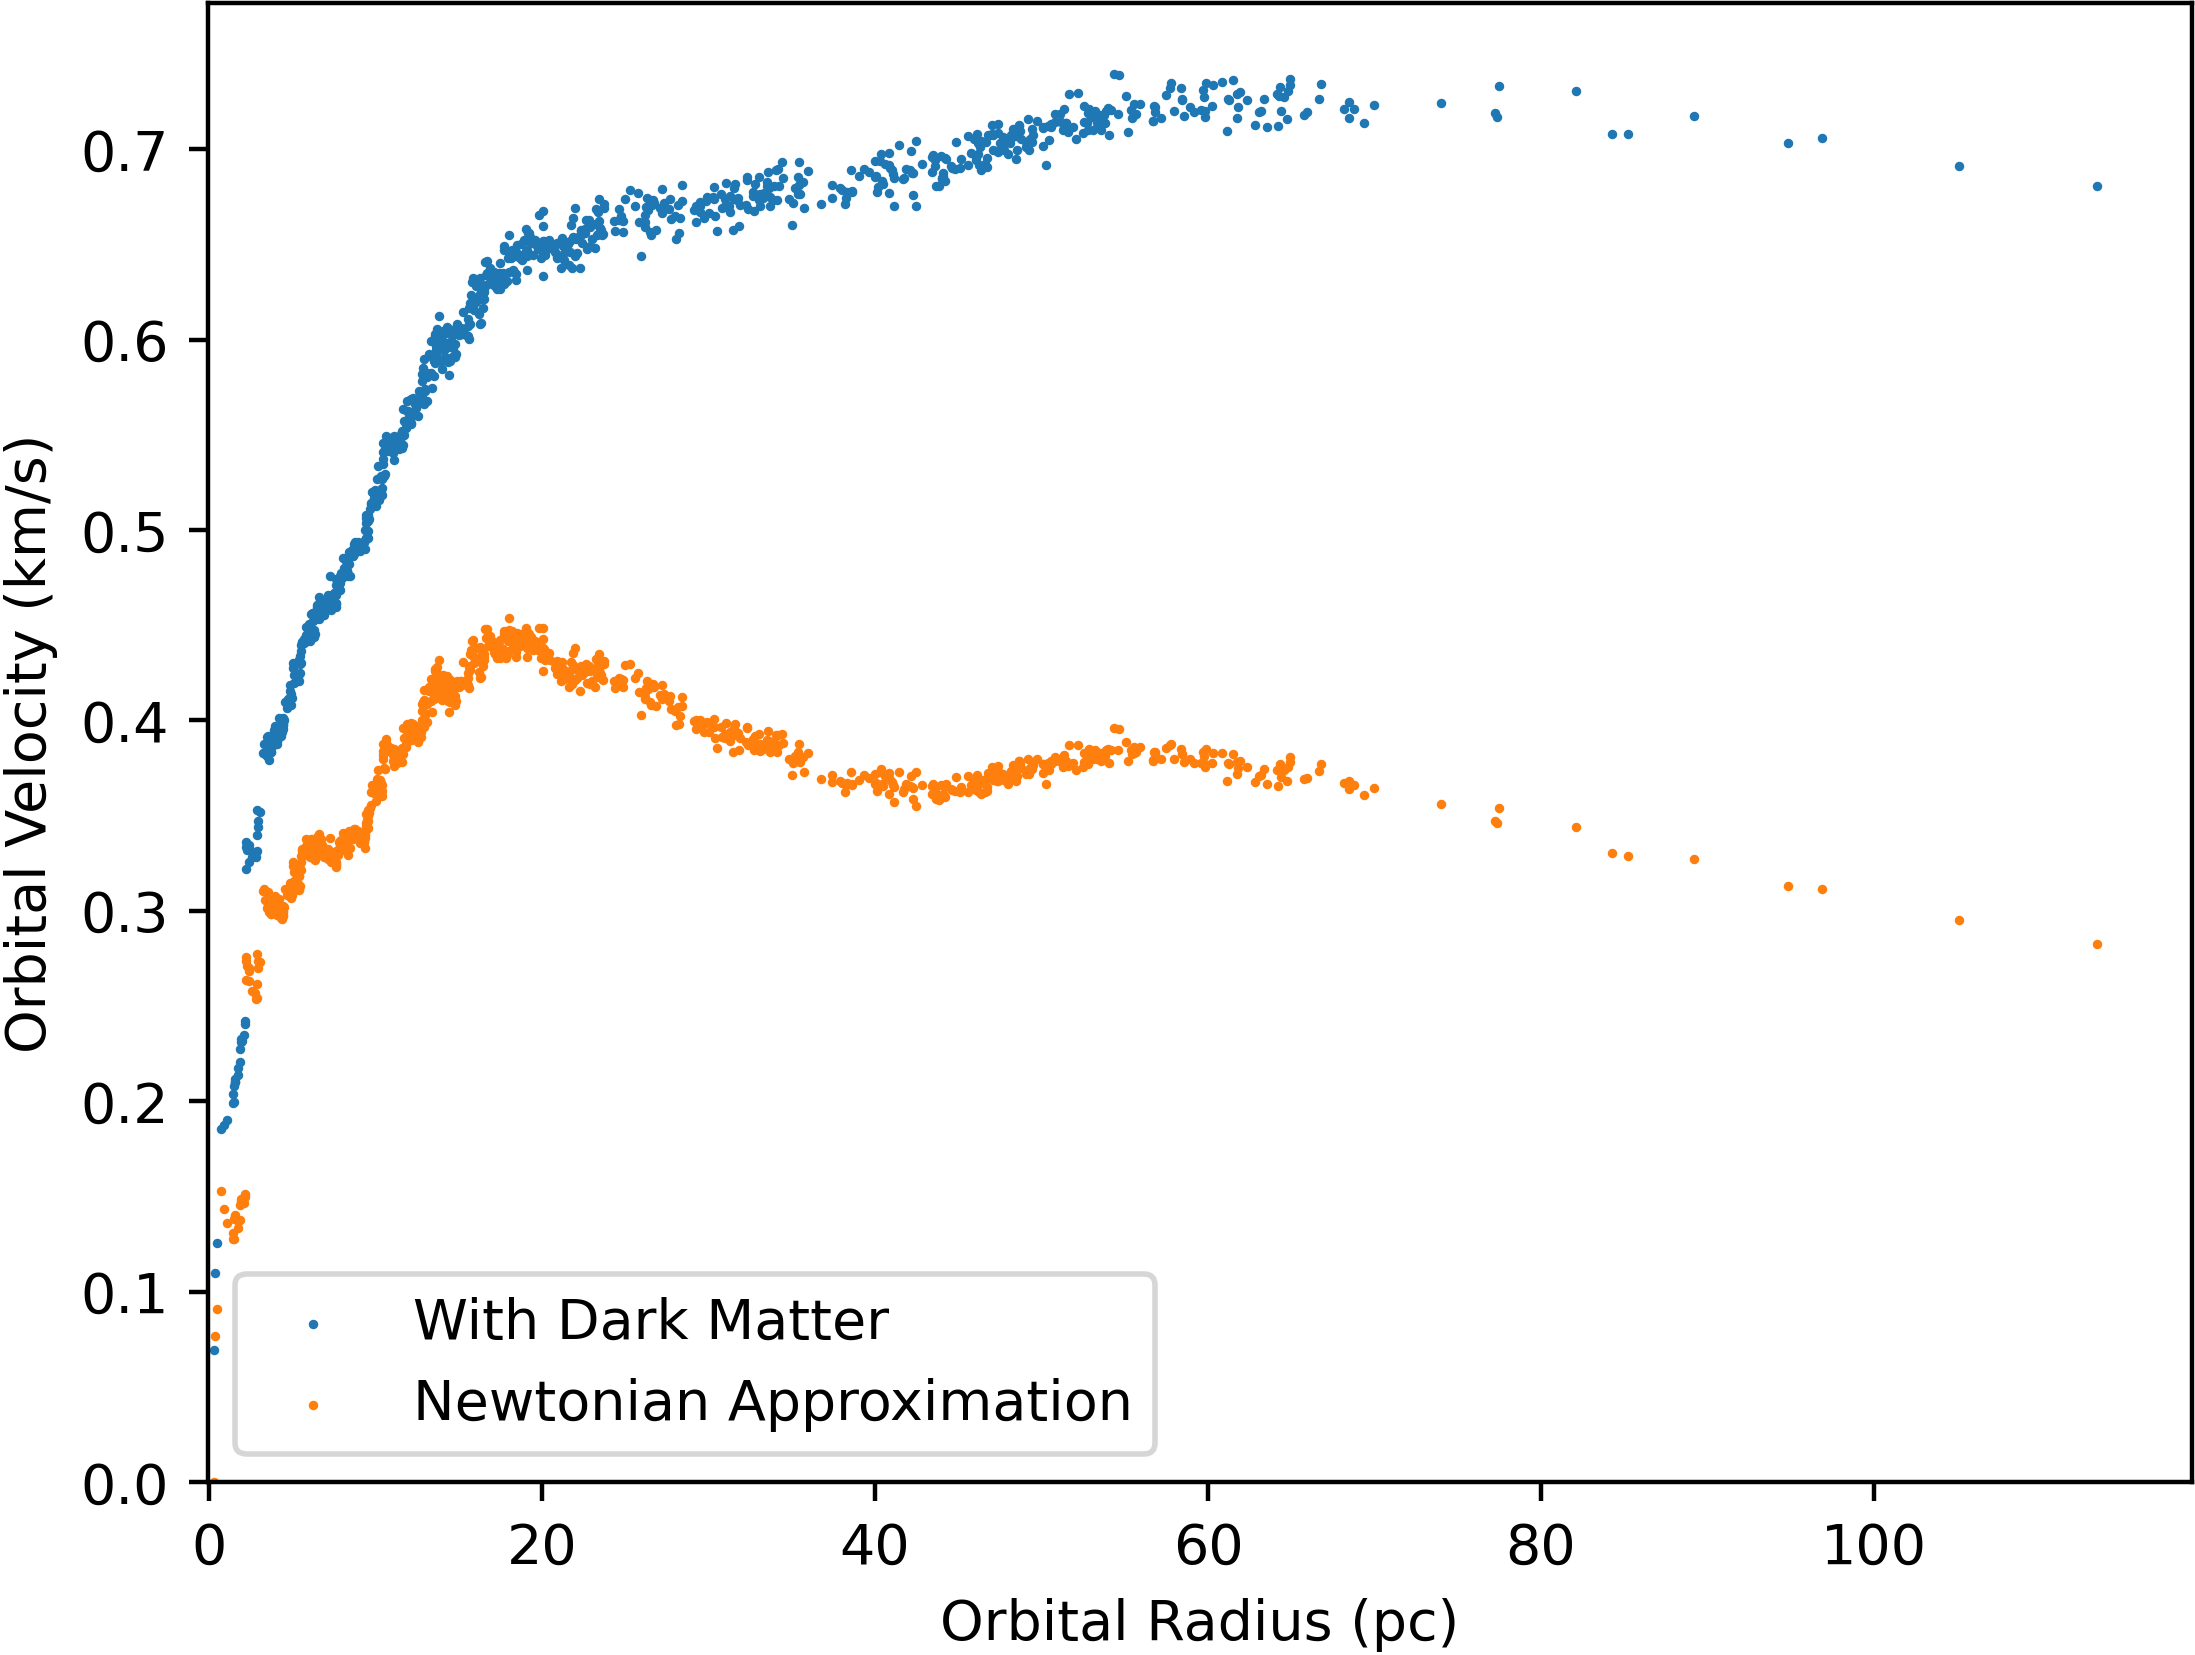 Orbital Velocity (km/s)
0.7
0.6
0.5
0.4
0.3
0.2
0.1
0.0
With Dark Matter
Newtonian Approximation
0 20 40 60 80 100
Orbital Radius (pc)